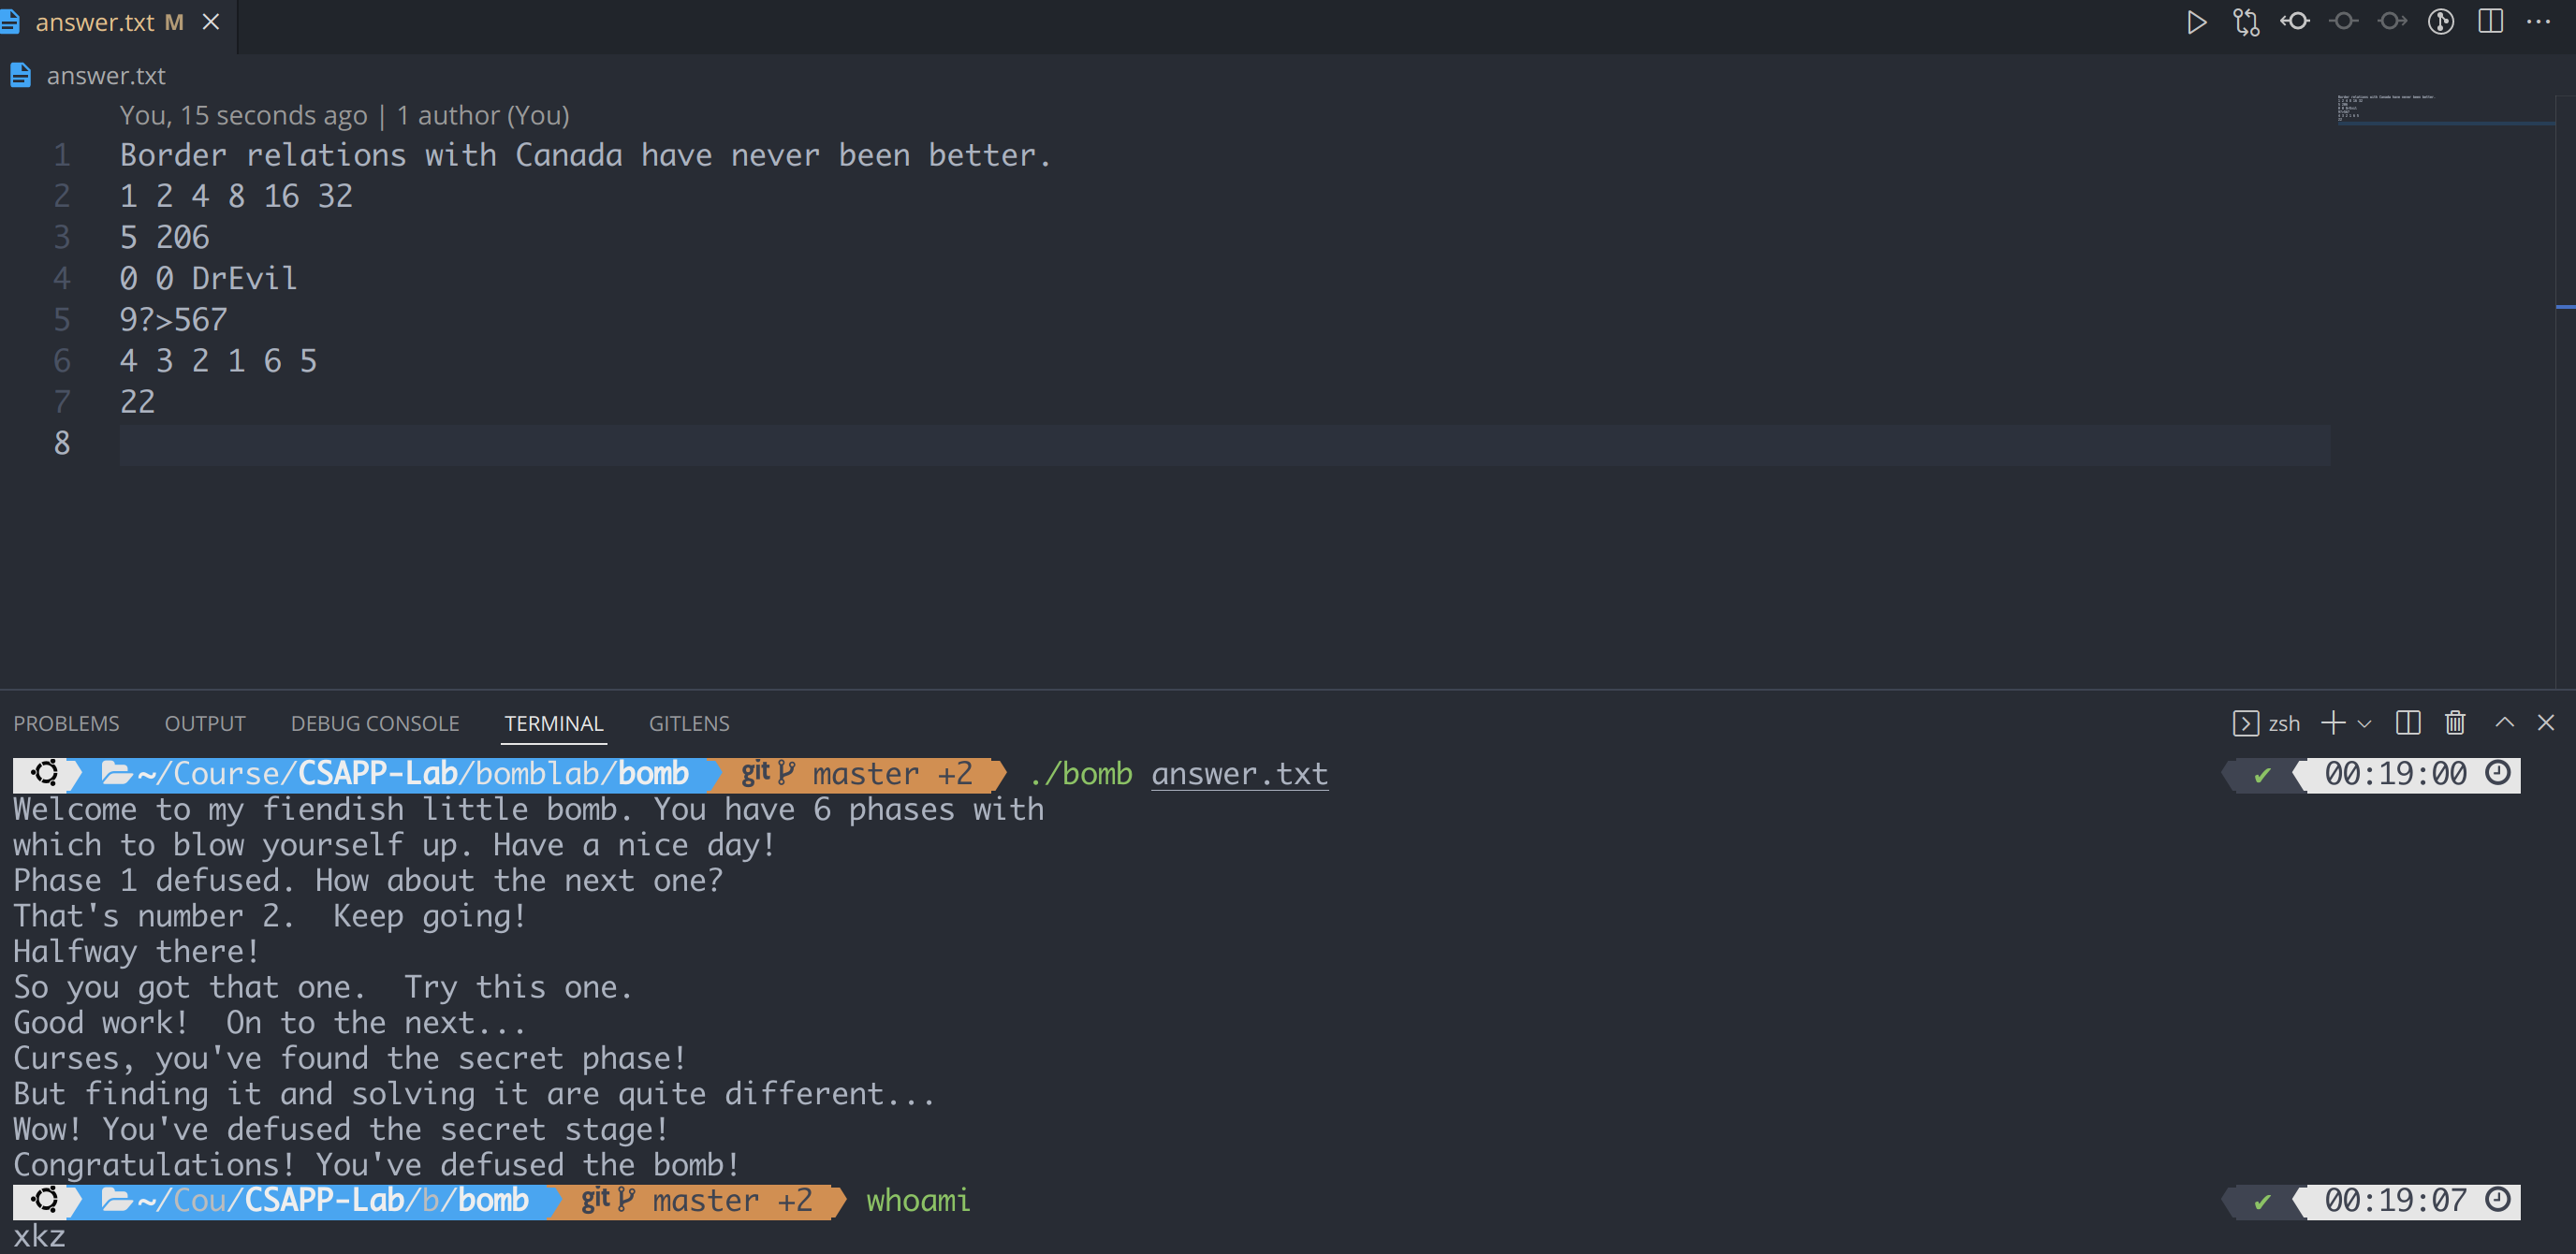 answer.txt M
answer.txt
You, 15 seconds ago | 1 author (You)
1 Border relations with Canada have never been better.
2 1 2 4 8 16 32
3 5 206
4 0 0 DrEvil
5 9?>567
6 4 3 2 1 6 5
7 22
8
PROBLEMS OUTPUT DEBUG CONSOLE TERMINAL GITLENS zsh
~/Course/CSAPP-Lab/bomblab/bomb git master +2 ./bomb answer.txt ✔ 00:19:00
Welcome to my fiendish little bomb. You have 6 phases with
which to blow yourself up. Have a nice day!
Phase 1 defused. How about the next one?
That's number 2.  Keep going!
Halfway there!
So you got that one.  Try this one.
Good work!  On to the next...
Curses, you've found the secret phase!
But finding it and solving it are quite different...
Wow! You've defused the secret stage!
Congratulations! You've defused the bomb!
~/Cou/CSAPP-Lab/b/bomb git master +2 whoami ✔ 00:19:07
xkz